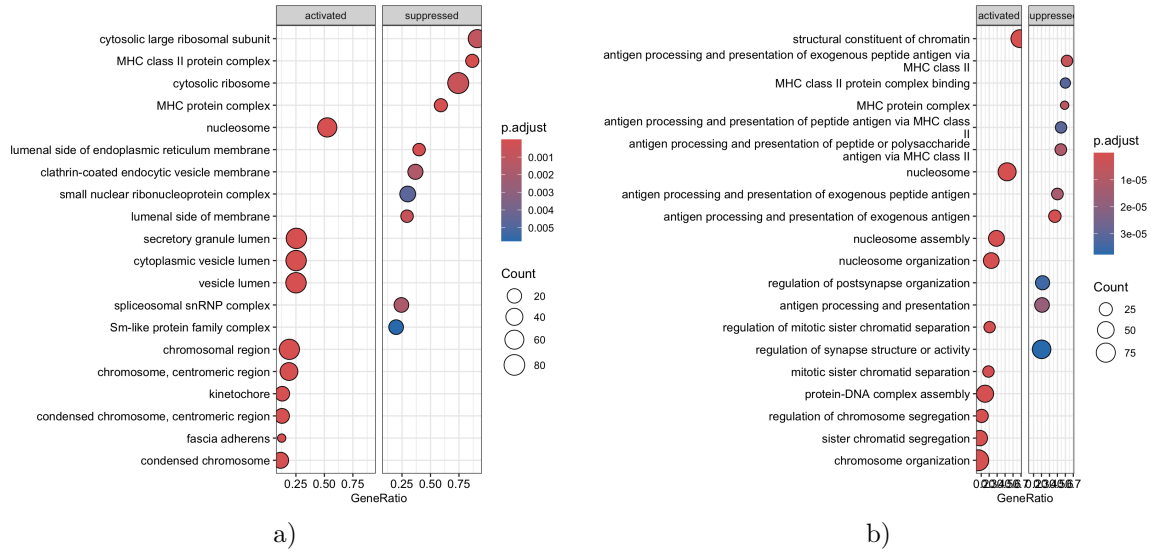 activated
suppressed
cytosolic large ribosomal subunit
MHC class II protein complex
cytosolic ribosome
MHC protein complex
nucleosome
lumenal side of endoplasmic reticulum membrane
clathrin-coated endocytic vesicle membrane
small nuclear ribonucleoprotein complex
lumenal side of membrane
secretory granule lumen
cytoplasmic vesicle lumen
vesicle lumen
spliceosomal snRNP complex
Sm-like protein family complex
chromosomal region
chromosome, centromeric region
kinetochore
condensed chromosome, centromeric region
fascia adherens
condensed chromosome
0.25 0.50 0.75
0.25 0.50 0.75
GeneRatio
p.adjust
0.001
0.002
0.003
0.004
0.005
Count
20
40
60
80
a)
activated
uppressed
structural constituent of chromatin
antigen processing and presentation of exogenous peptide antigen via
MHC class II
MHC class II protein complex binding
MHC protein complex
antigen processing and presentation of peptide antigen via MHC class
II
antigen processing and presentation of peptide or polysaccharide
antigen via MHC class II
nucleosome
antigen processing and presentation of exogenous peptide antigen
antigen processing and presentation of exogenous antigen
nucleosome assembly
nucleosome organization
regulation of postsynapse organization
antigen processing and presentation
regulation of mitotic sister chromatid separation
regulation of synapse structure or activity
mitotic sister chromatid separation
protein-DNA complex assembly
regulation of chromosome segregation
sister chromatid segregation
chromosome organization
GeneRatio
p.adjust
1e-05
2e-05
3e-05
Count
25
50
75
b)